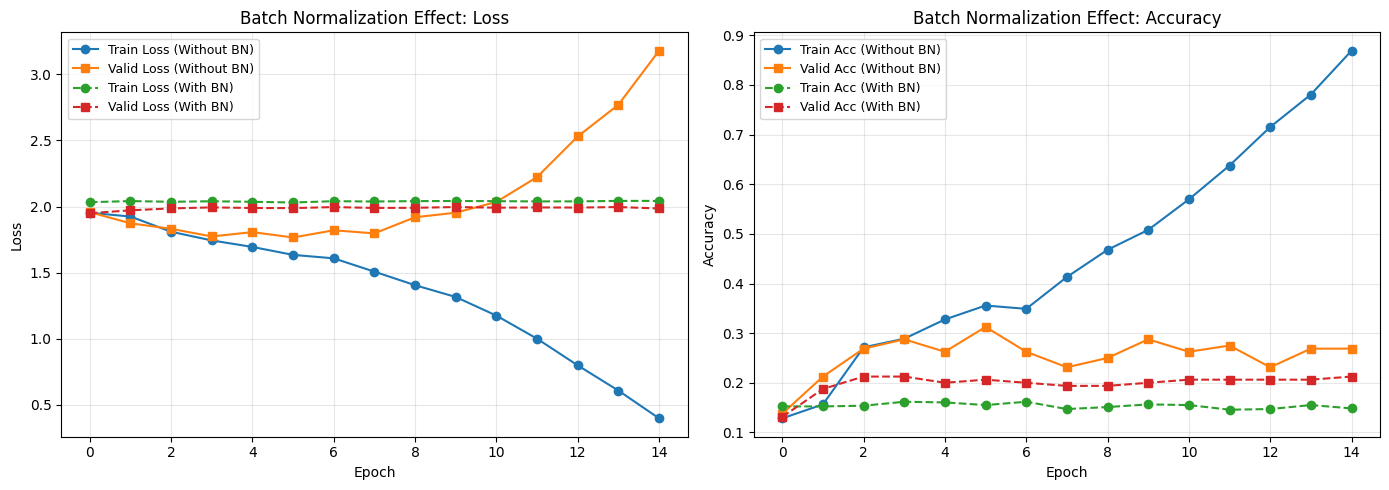 Batch Normalization Effect: Loss
Train Loss (Without BN)
Valid Loss (Without BN)
Train Loss (With BN)
Valid Loss (With BN)
3.0
2.5
2.0
1.5
1.0
0.5
Loss
0 2 4 6 8 10 12 14
Epoch
Batch Normalization Effect: Accuracy
Train Acc (Without BN)
Valid Acc (Without BN)
Train Acc (With BN)
Valid Acc (With BN)
0.9
0.8
0.7
0.6
0.5
0.4
0.3
0.2
0.1
Accuracy
0 2 4 6 8 10 12 14
Epoch